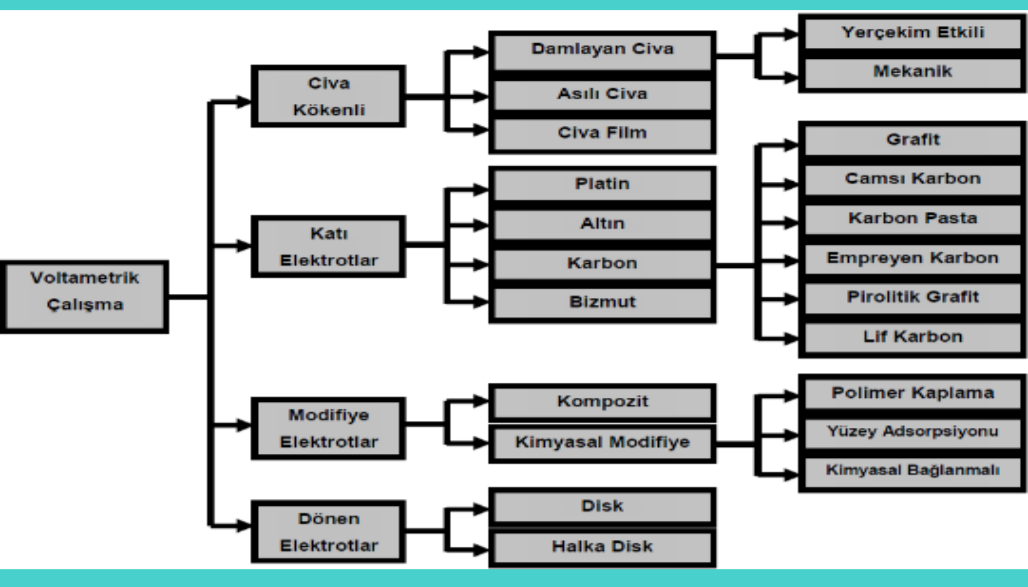 Voltametrik
Çalışma
Civa
Kökenli
Damlayan Civa
Yerçekim Etkili
Mekanik
Asılı Civa
Civa Film
Katı
Elektrotlar
Platin
Altın
Karbon
Grafit
Camsı Karbon
Karbon Pasta
Empreyen Karbon
Pirolitik Grafit
Lif Karbon
Bizmut
Modifiye
Elektrotlar
Kompozit
Kimyasal Modifiye
Polimer Kaplama
Yüzey Adsorpsiyonu
Kimyasal Bağlanmalı
Dönen
Elektrotlar
Disk
Halka Disk